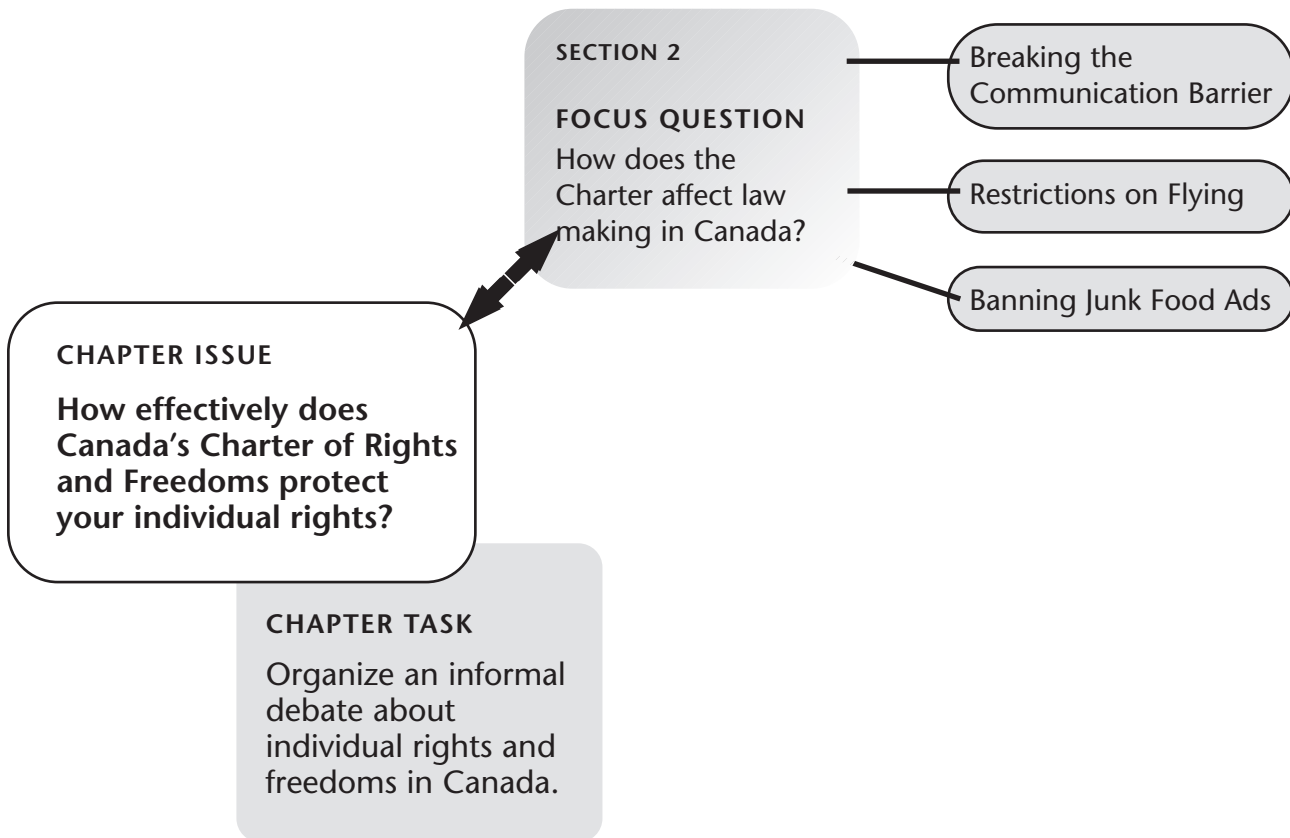 SECTION 2
FOCUS QUESTION
How does the
Charter affect law
making in Canada?
Breaking the
Communication Barrier
Restrictions on Flying
Banning Junk Food Ads
CHAPTER ISSUE
How effectively does
Canada’s Charter of Rights
and Freedoms protect
your individual rights?
CHAPTER TASK
Organize an informal
debate about
individual rights and
freedoms in Canada.